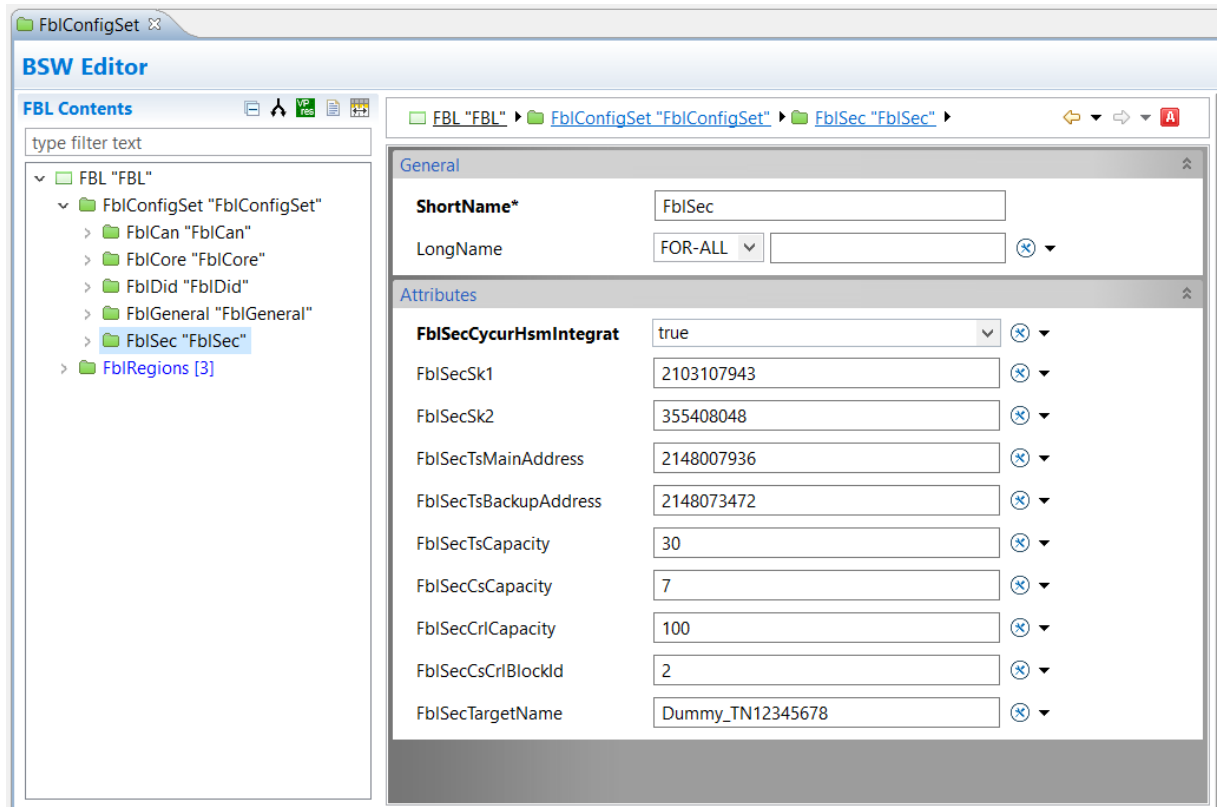 FblConfigSet
BSW Editor
FBL Contents
VP res
type filter text
FBL "FBL"
FblConfigSet "FblConfigSet"
FblCan "FblCan"
FblCore "FblCore"
FblDid "FblDid"
FblGeneral "FblGeneral"
FblSec "FblSec"
FblRegions [3]
FBL "FBL" FblConfigSet "FblConfigSet" FblSec "FblSec" A
General
ShortName* FblSec
LongName FOR-ALL
Attributes
FblSecCycurHsmIntegrat true
FblSecSk1 2103107943
FblSecSk2 355408048
FblSecTsMainAddress 2148007936
FblSecTsBackupAddress 2148073472
FblSecTsCapacity 30
FblSecCsCapacity 7
FblSecCrlCapacity 100
FblSecCsCrlBlockId 2
FblSecTargetName Dummy_TN12345678